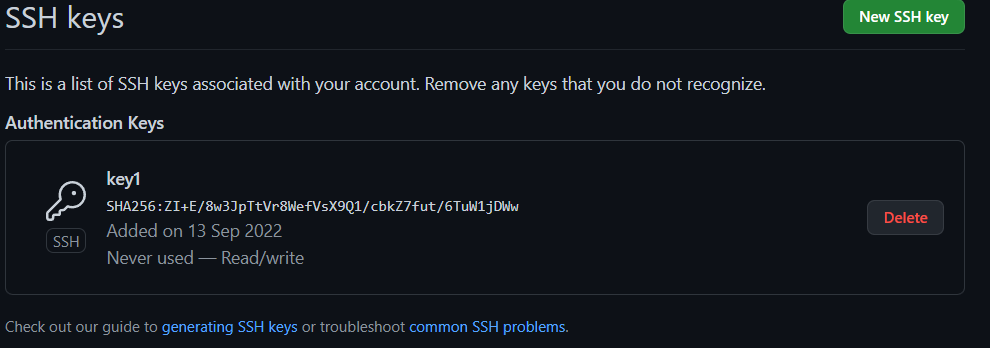 SSH keys
New SSH key
This is a list of SSH keys associated with your account. Remove any keys that you do not recognize.
Authentication Keys
key1
SHA256:ZI+E/8w3JpTtVr8WefVsX9Q1/cbkZ7fut/6TuW1jDWw
Added on 13 Sep 2022
Never used — Read/write
SSH
Delete
Check out our guide to generating SSH keys or troubleshoot common SSH problems.